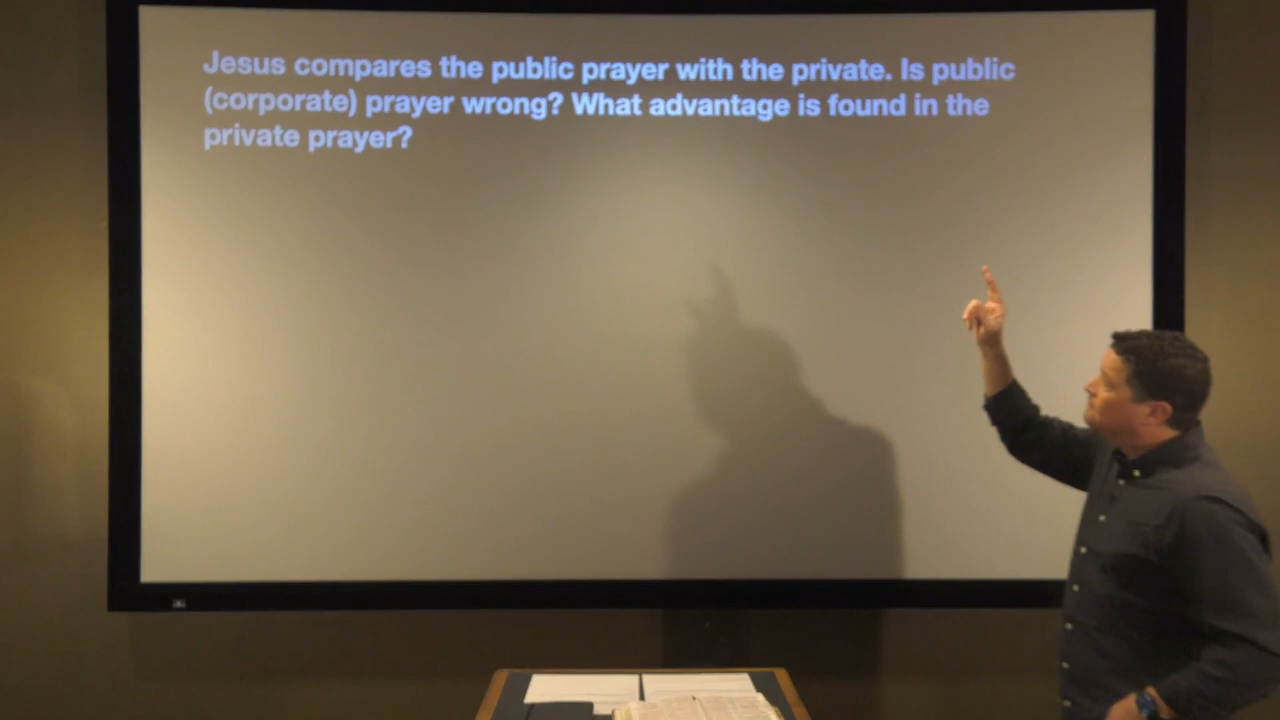 Jesus compares the public prayer with the private. Is public
(corporate) prayer wrong? What advantage is found in the
private prayer?